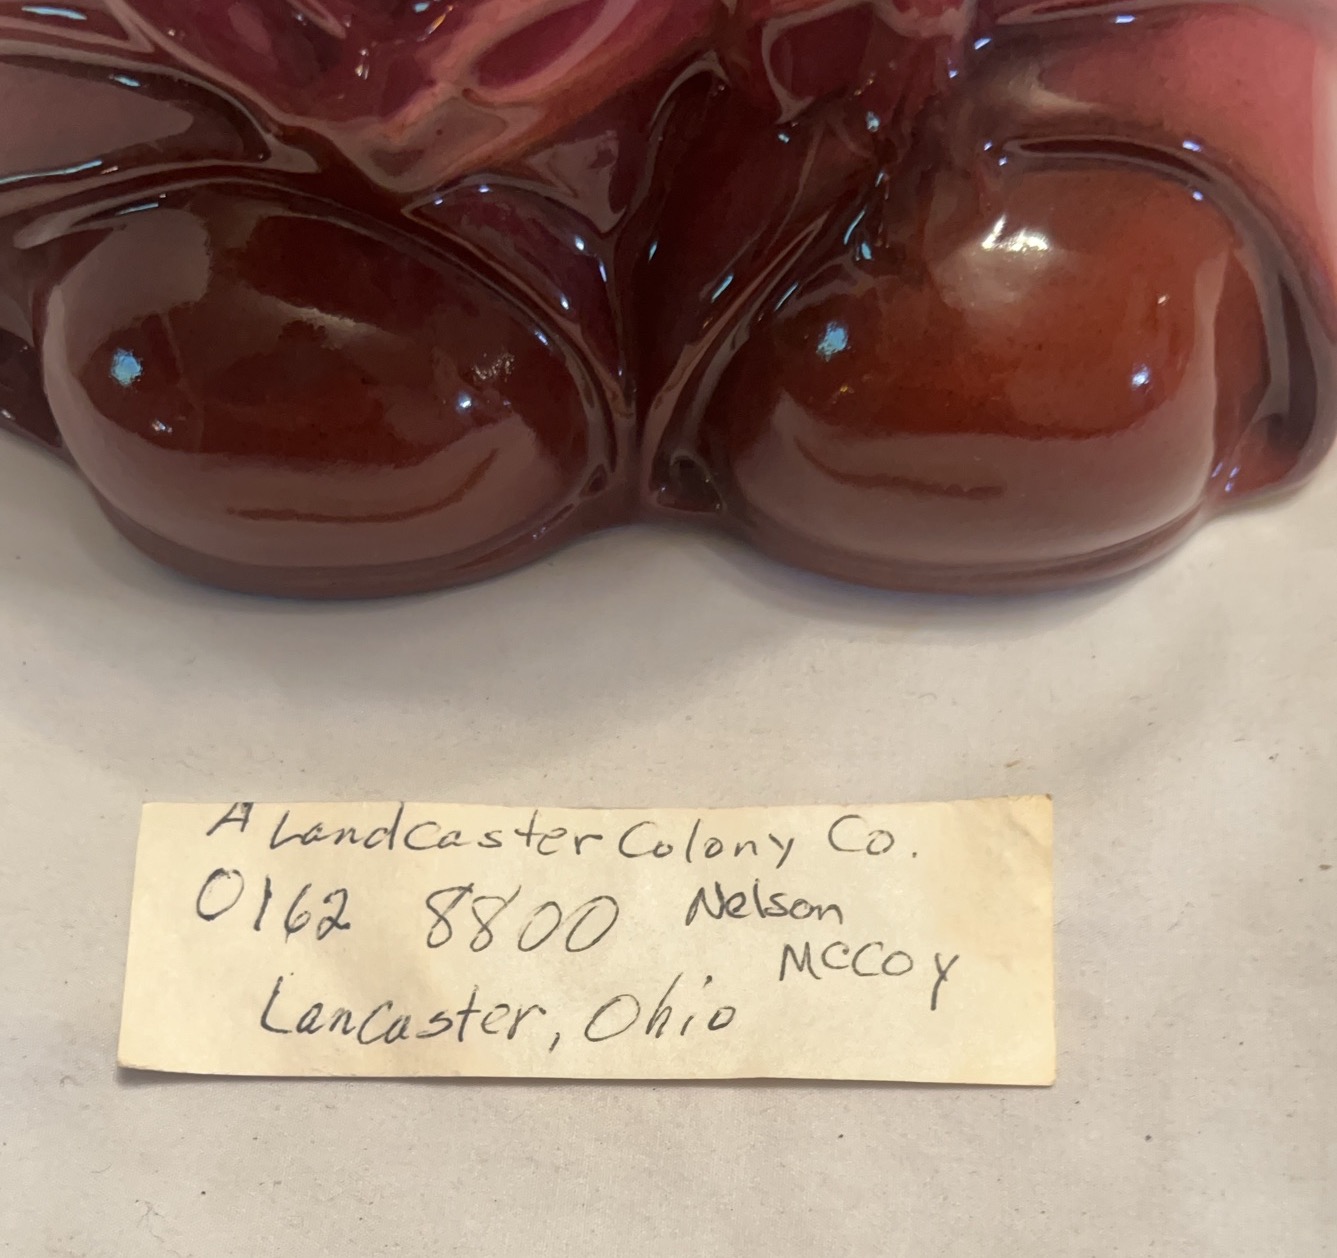 A Landcaster Colony Co.
0162 8800 Nelson
McCoy
Lancaster, Ohio